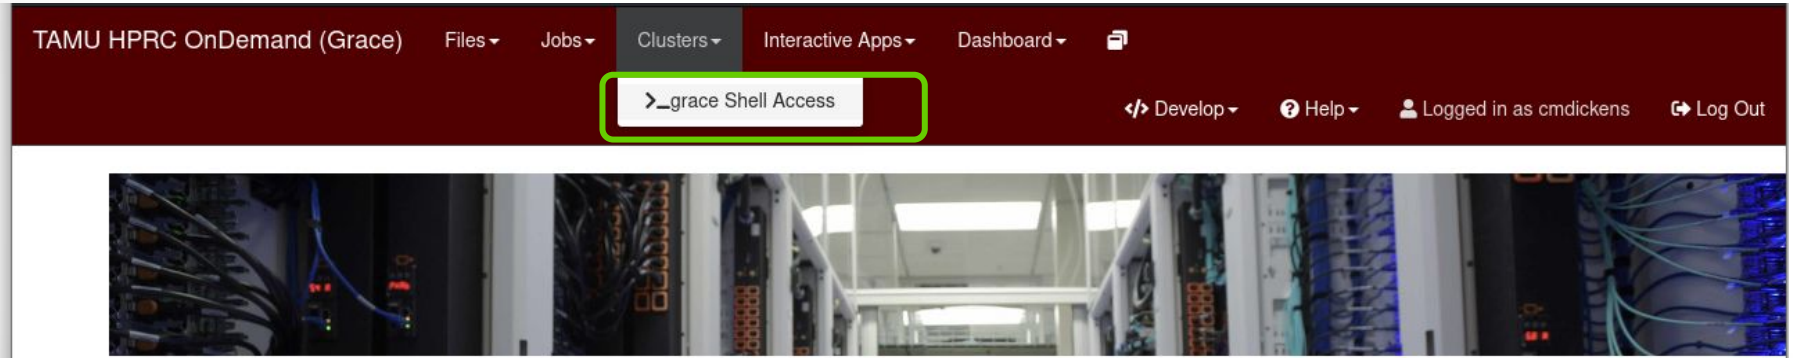 TAMU HPRC OnDemand (Grace) Files Jobs Clusters Interactive Apps Dashboard
>_grace Shell Access
</> Develop Help Logged in as cmdickens Log Out